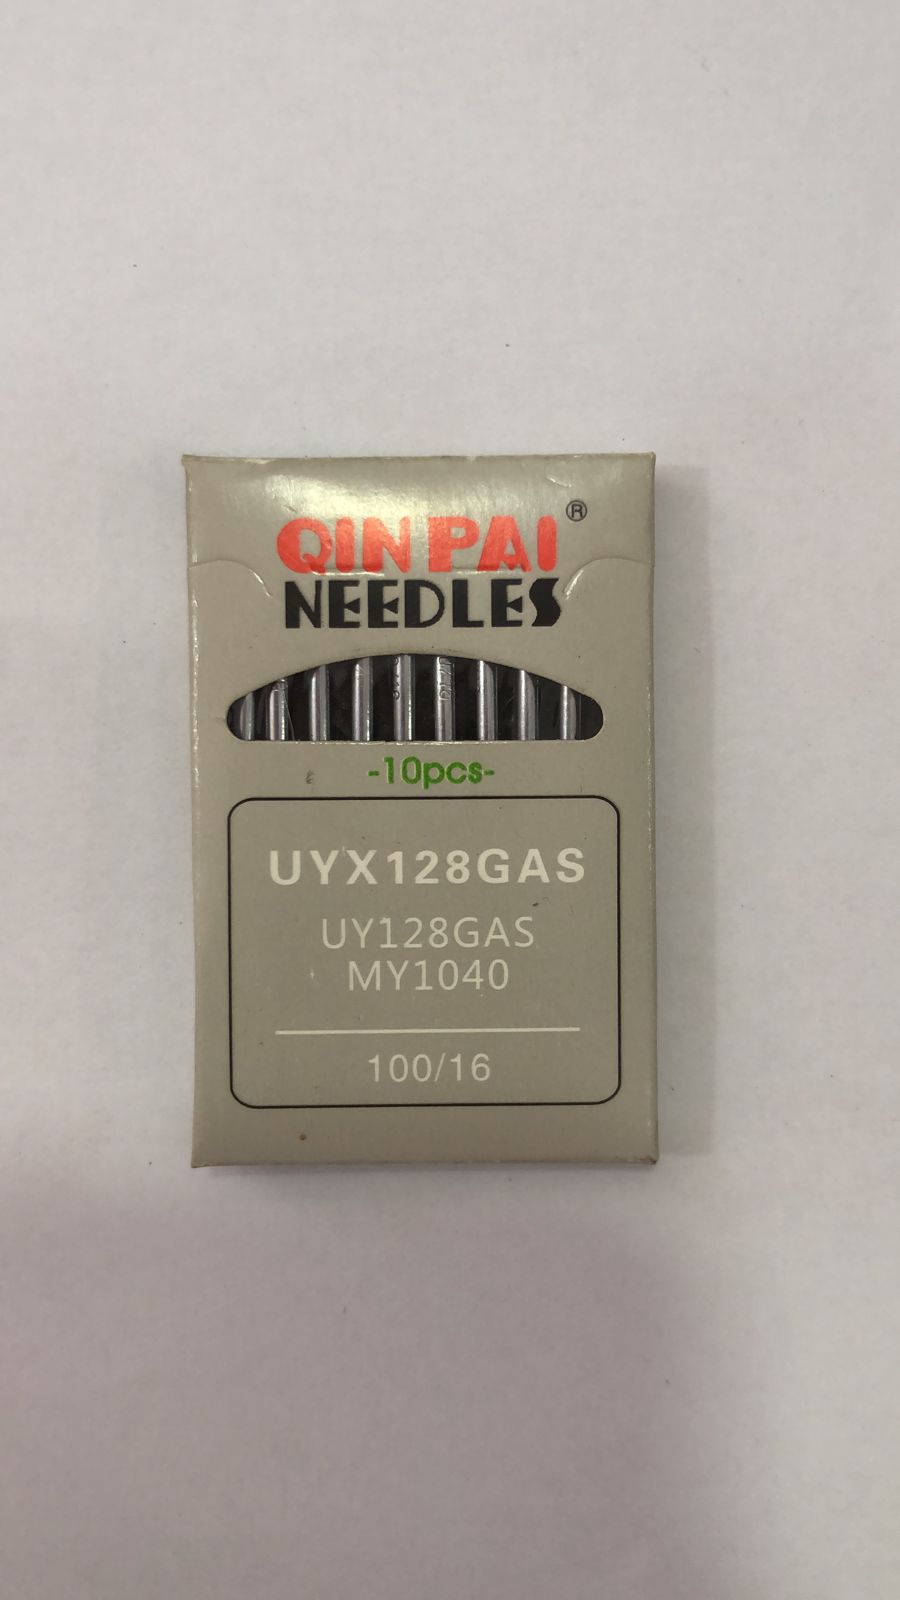 QIN PAI ®
NEEDLES
-10pcs-
UYX128GAS
UY128GAS
MY1040
100/16